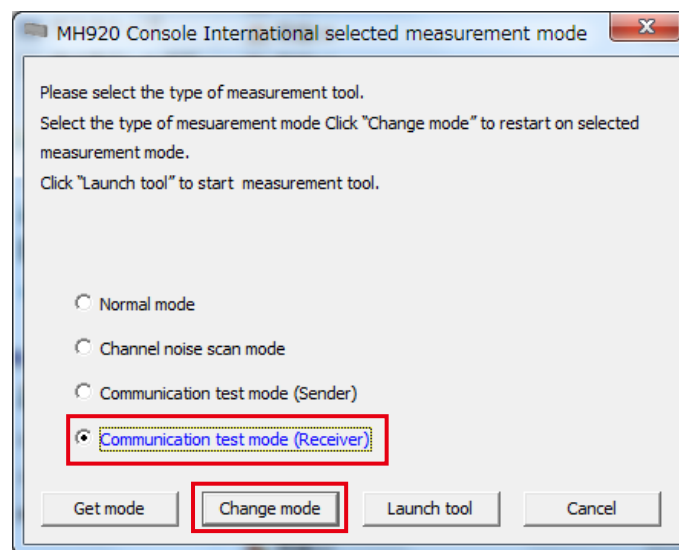 MH920 Console International selected measurement mode
Please select the type of measurement tool.
Select the type of mesuarement mode Click "Change mode" to restart on selected
measurement mode.
Click "Launch tool" to start measurement tool.
Normal mode
Channel noise scan mode
Communication test mode (Sender)
Communication test mode (Receiver)
Get mode Change mode Launch tool Cancel